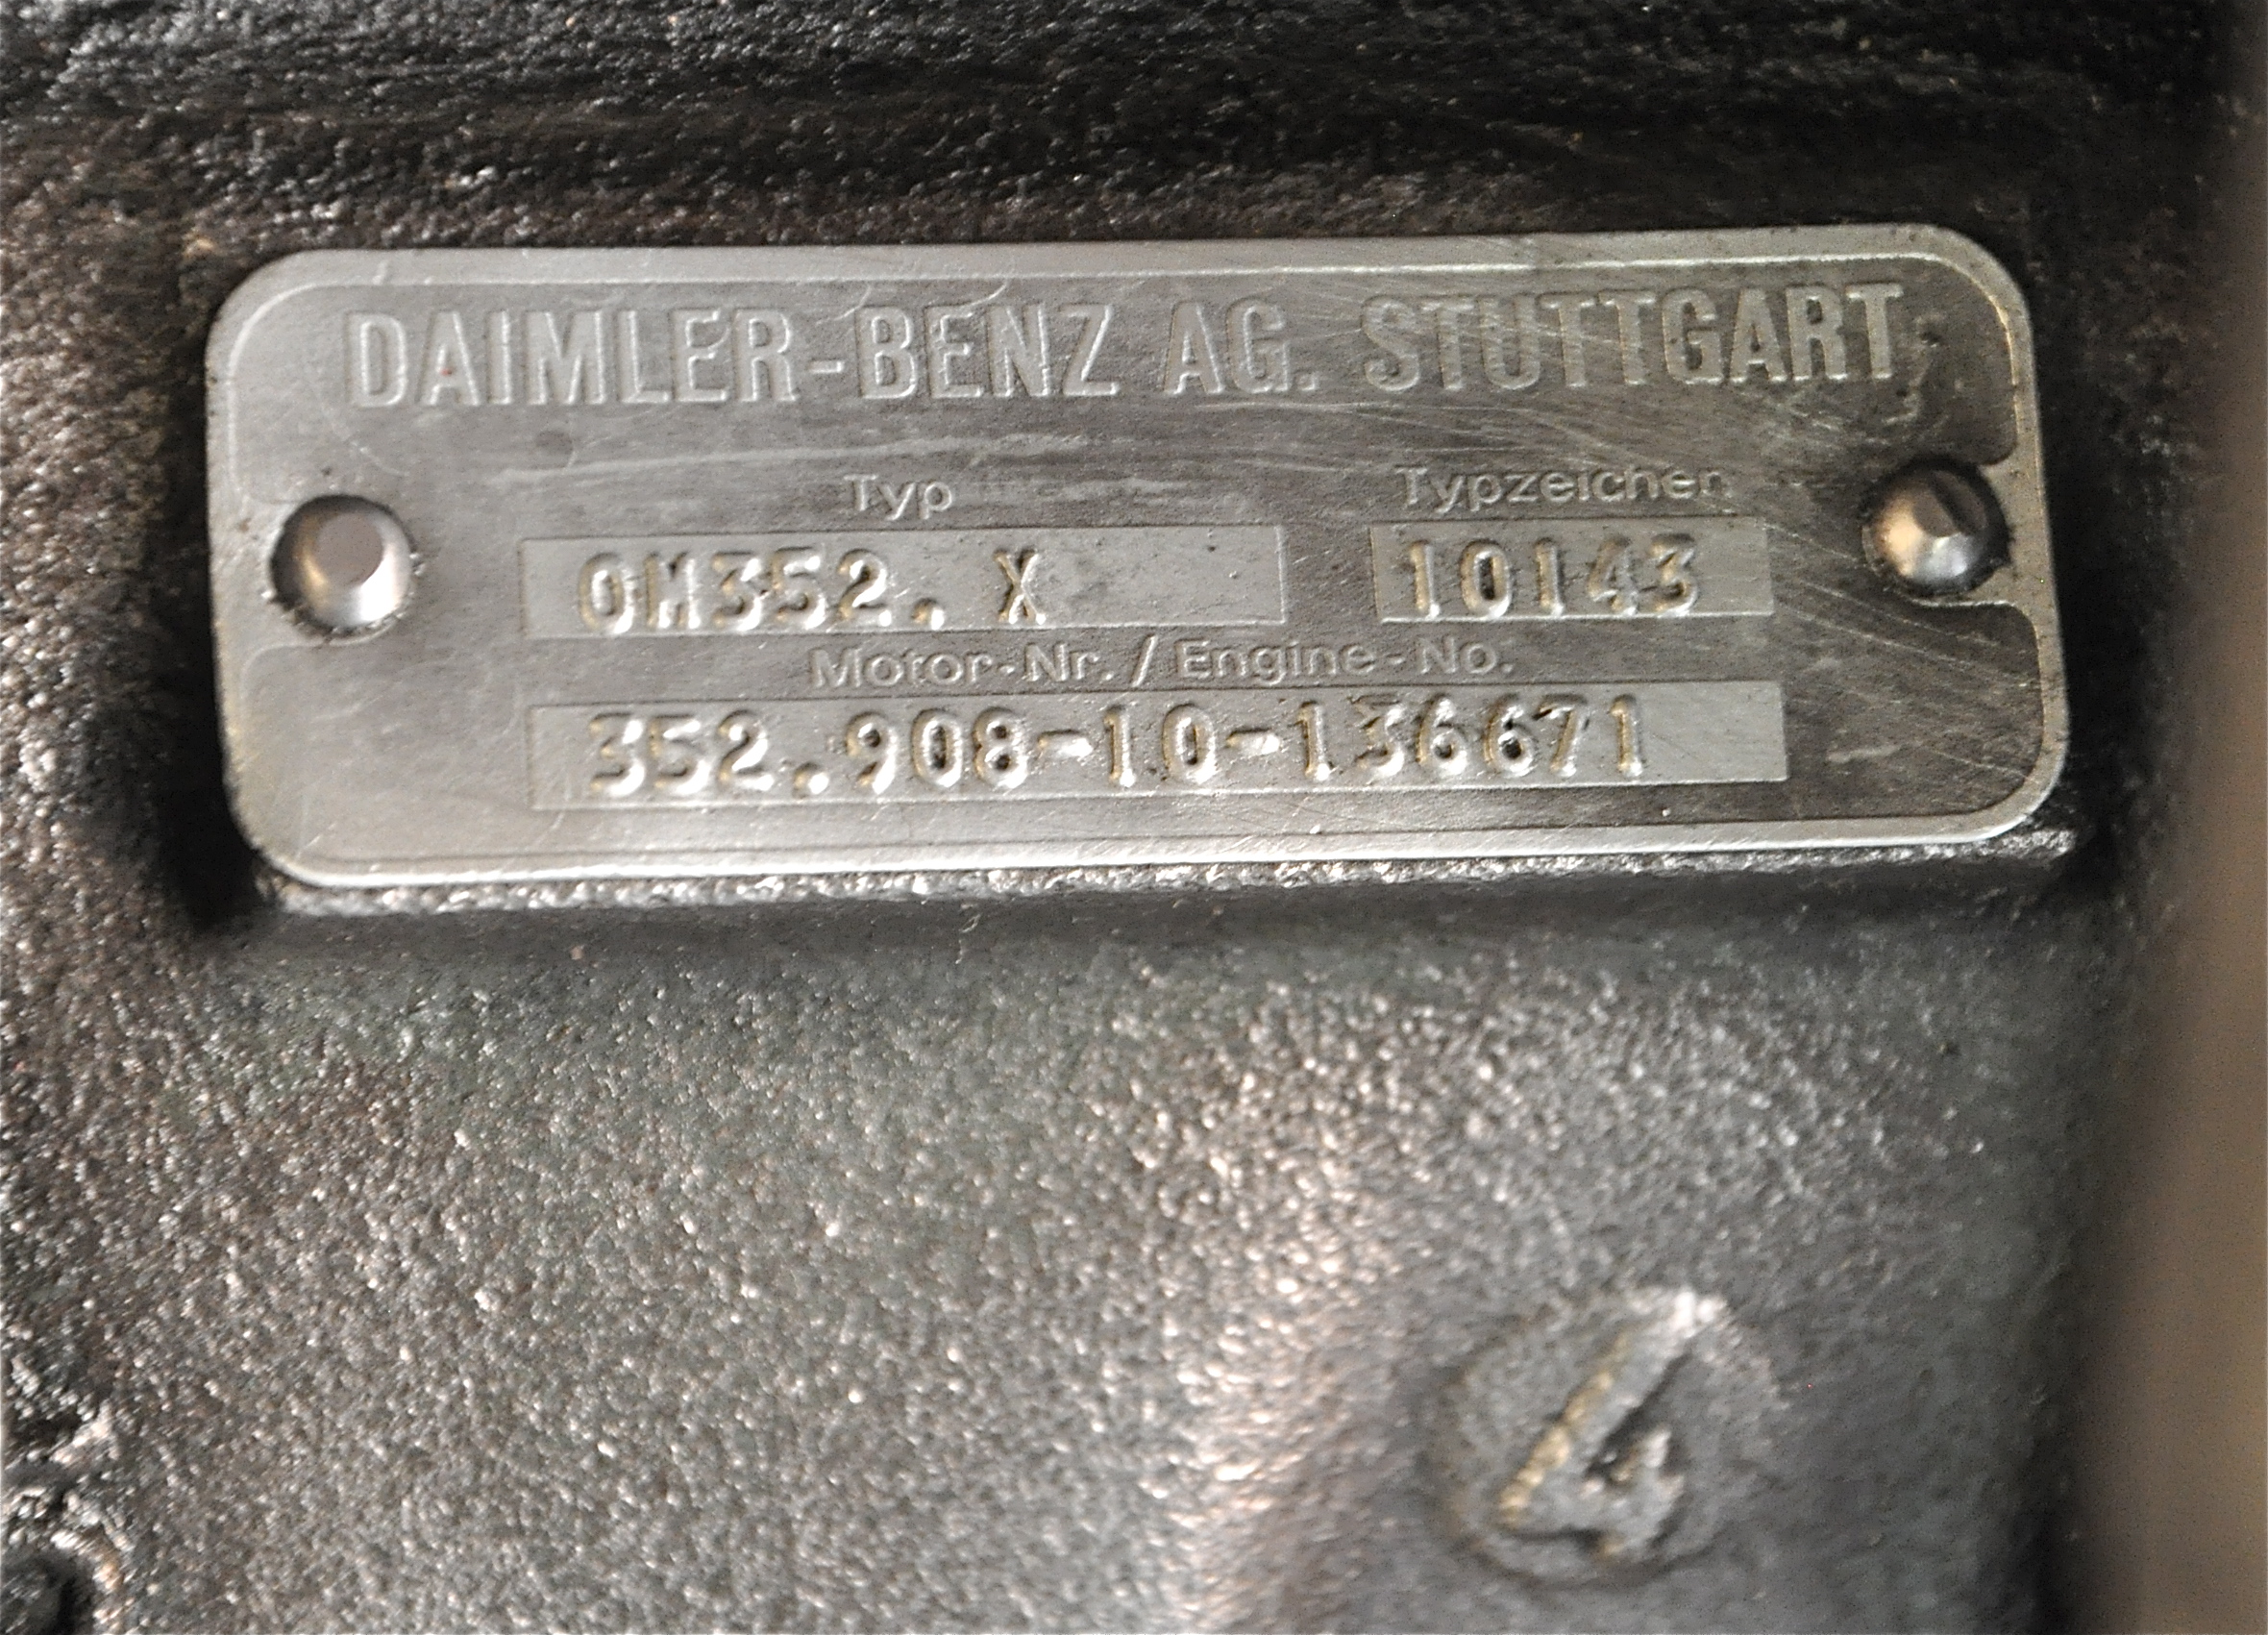 DAIMLER-BENZ AG. STUTTGART
Typ Typzeichen
OM352. X 10143
Motor-Nr. / Engine-No.
352.908-10-136671
4